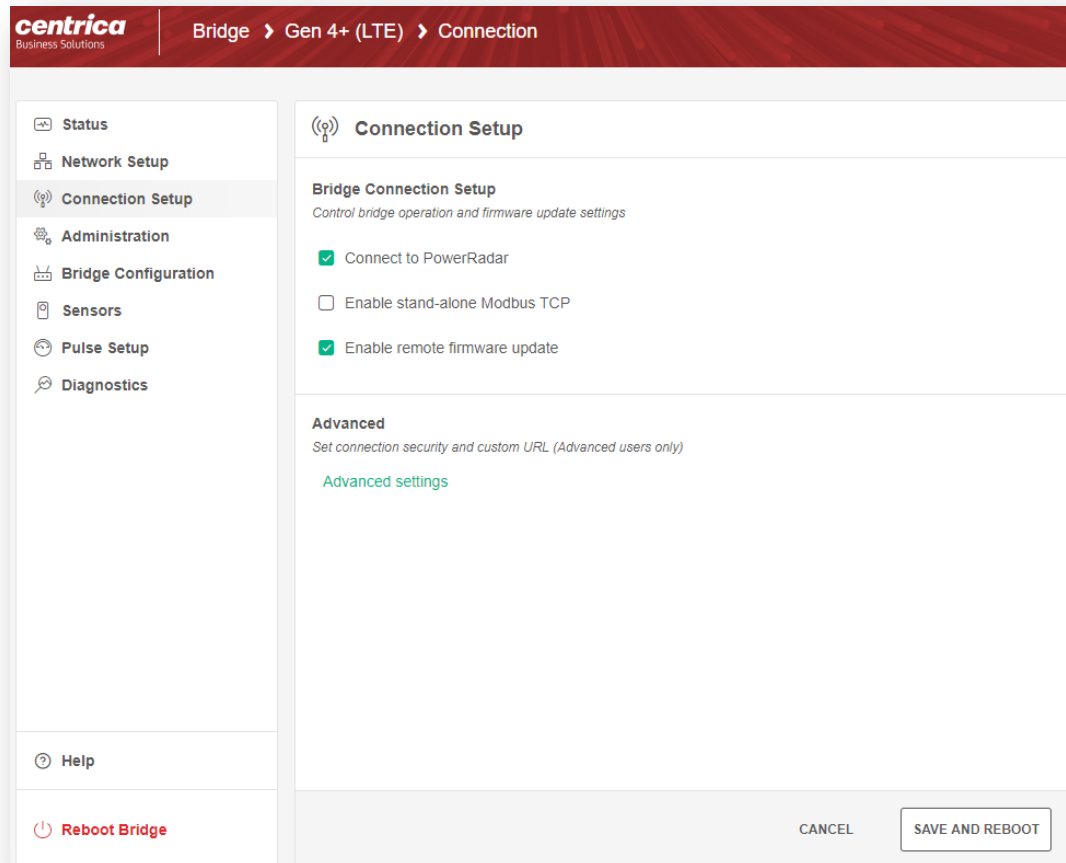 centrica
Business Solutions
Bridge > Gen 4+ (LTE) > Connection
Status
Network Setup
Connection Setup
Administration
Bridge Configuration
Sensors
Pulse Setup
Diagnostics
Help
Reboot Bridge
Connection Setup
Bridge Connection Setup
Control bridge operation and firmware update settings
Connect to PowerRadar
Enable stand-alone Modbus TCP
Enable remote firmware update
Advanced
Set connection security and custom URL (Advanced users only)
Advanced settings
CANCEL
SAVE AND REBOOT